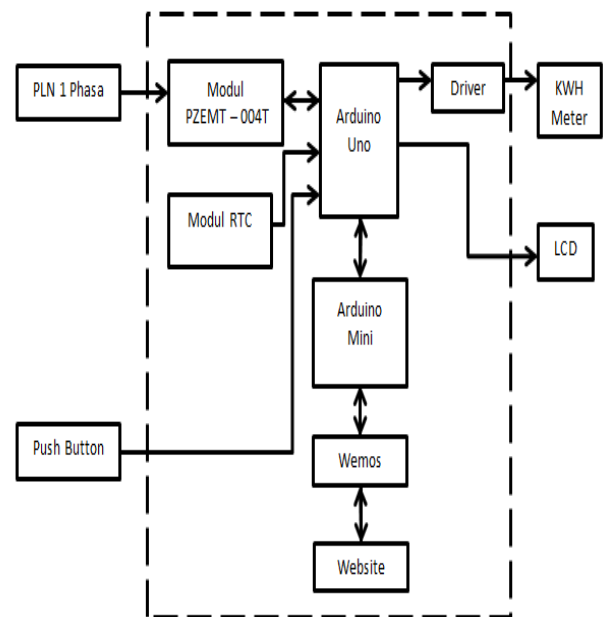 PLN 1 Phasa
Modul
PZEMT – 004T
Arduino
Uno
Driver
KWH
Meter
Modul RTC
LCD
Arduino
Mini
Push Button
Wemos
Website